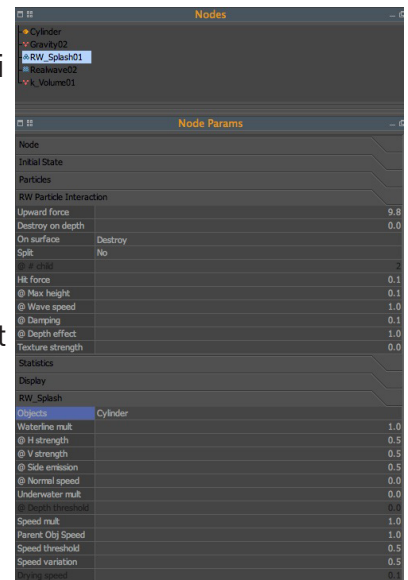 Nodes
Cylinder
Gravity02
RW_Splash01
Realwave02
k_Volume01
i
Node Params
Node
Initial State
Particles
RW Particle Interaction
Upward force 9.8
Destroy on depth 0.0
On surface Destroy
Split No
@ # child 2
Hit force 0.1
@ Max height 0.1
@ Wave speed 1.0
@ Damping 0.1
t
@ Depth effect 1.0
Texture strength 0.0
Statistics
Display
RW_Splash
Objects Cylinder
Waterline mult 1.0
@ H strength 0.5
@ V strength 0.5
@ Side emission 0.5
@ Normal speed 0.0
Underwater mult 0.0
@ Depth threshold 0.0
Speed mult 1.0
Parent Obj Speed 1.0
Speed threshold 0.5
Speed variation 0.5
Drying speed 0.1